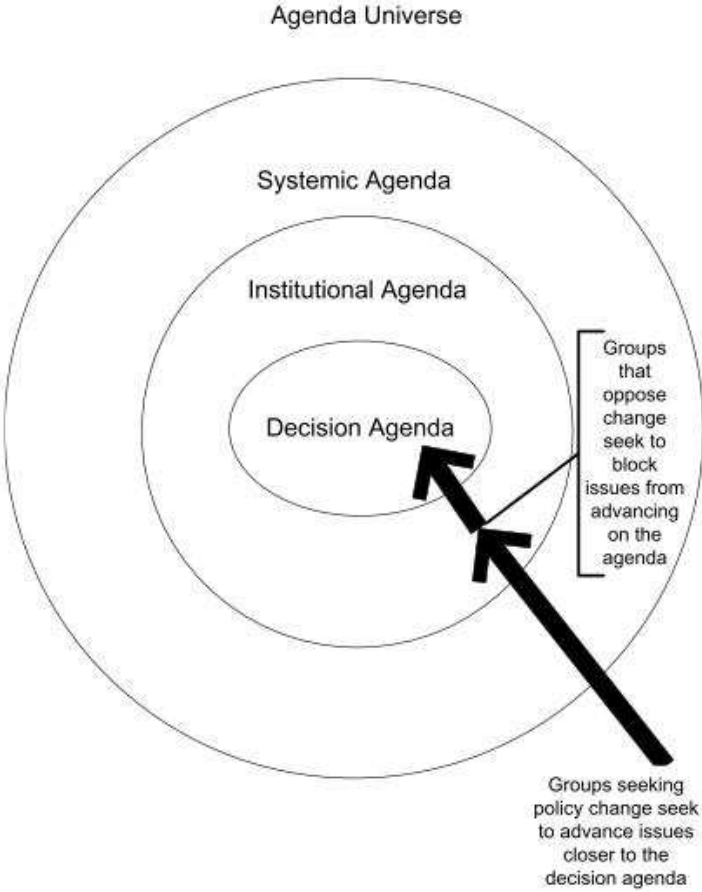 Agenda Universe
Systemic Agenda
Institutional Agenda
Decision Agenda
Groups
that
oppose
change
seek to
block
issues from
advancing
on the
agenda
Groups seeking
policy change seek
to advance issues
closer to the
decision agenda